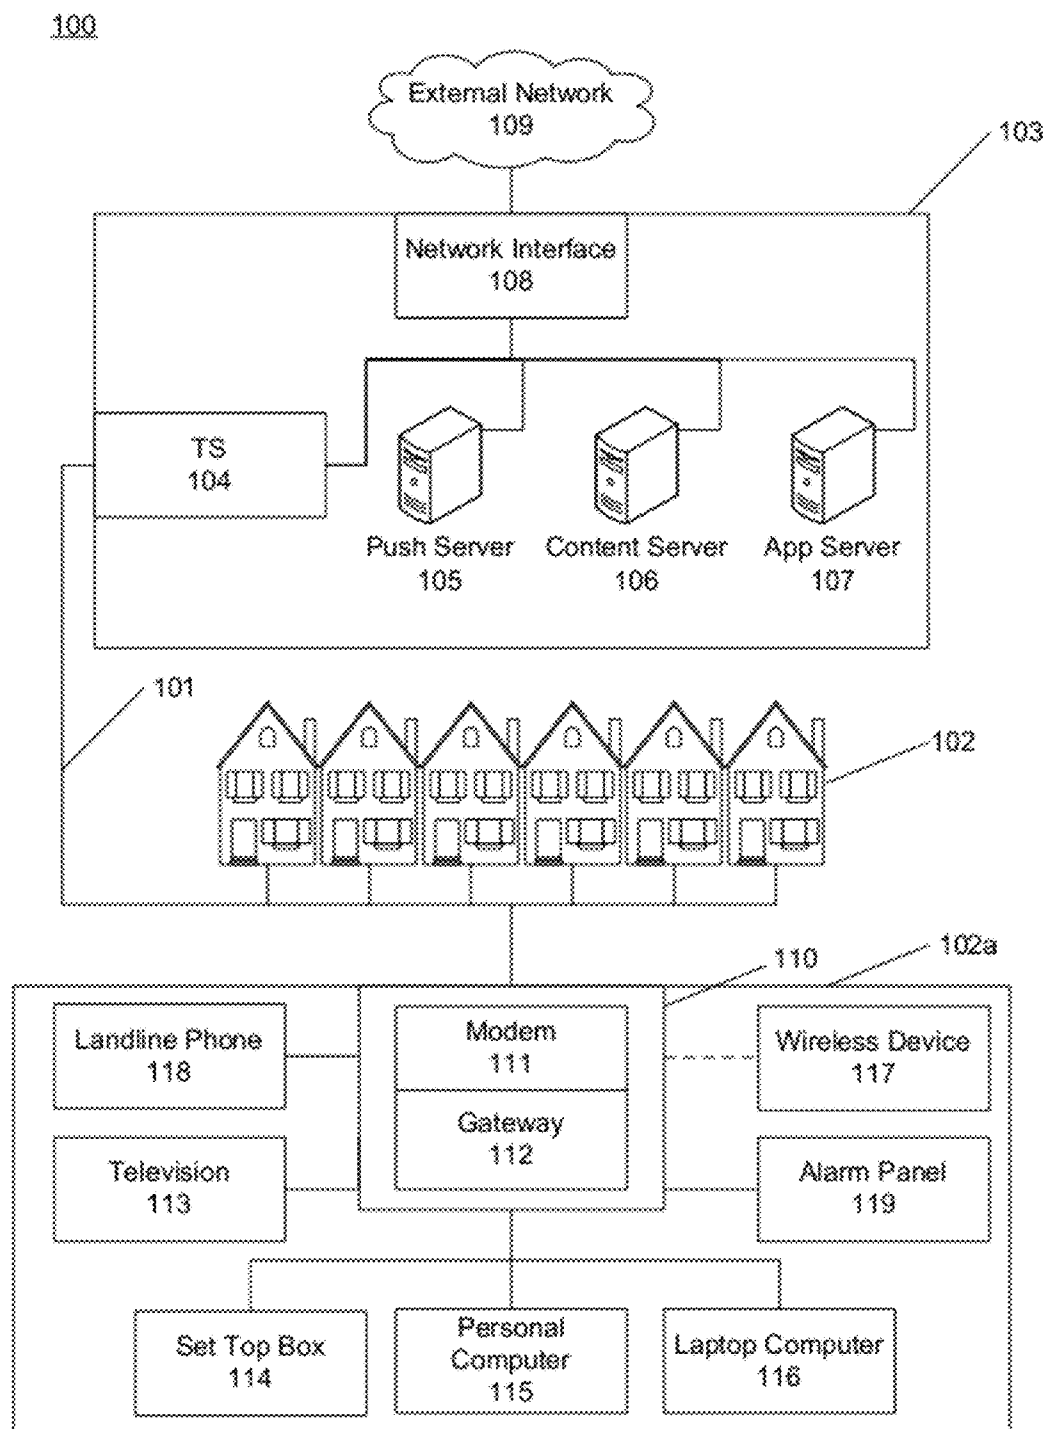 100
External Network
109
103
Network Interface
108
TS
104
Push Server
105
Content Server
106
App Server
107
101
102
102a
110
Landline Phone
118
Modem
111
Wireless Device
117
Gateway
112
Television
113
Alarm Panel
119
Set Top Box
114
Personal
Computer
115
Laptop Computer
116